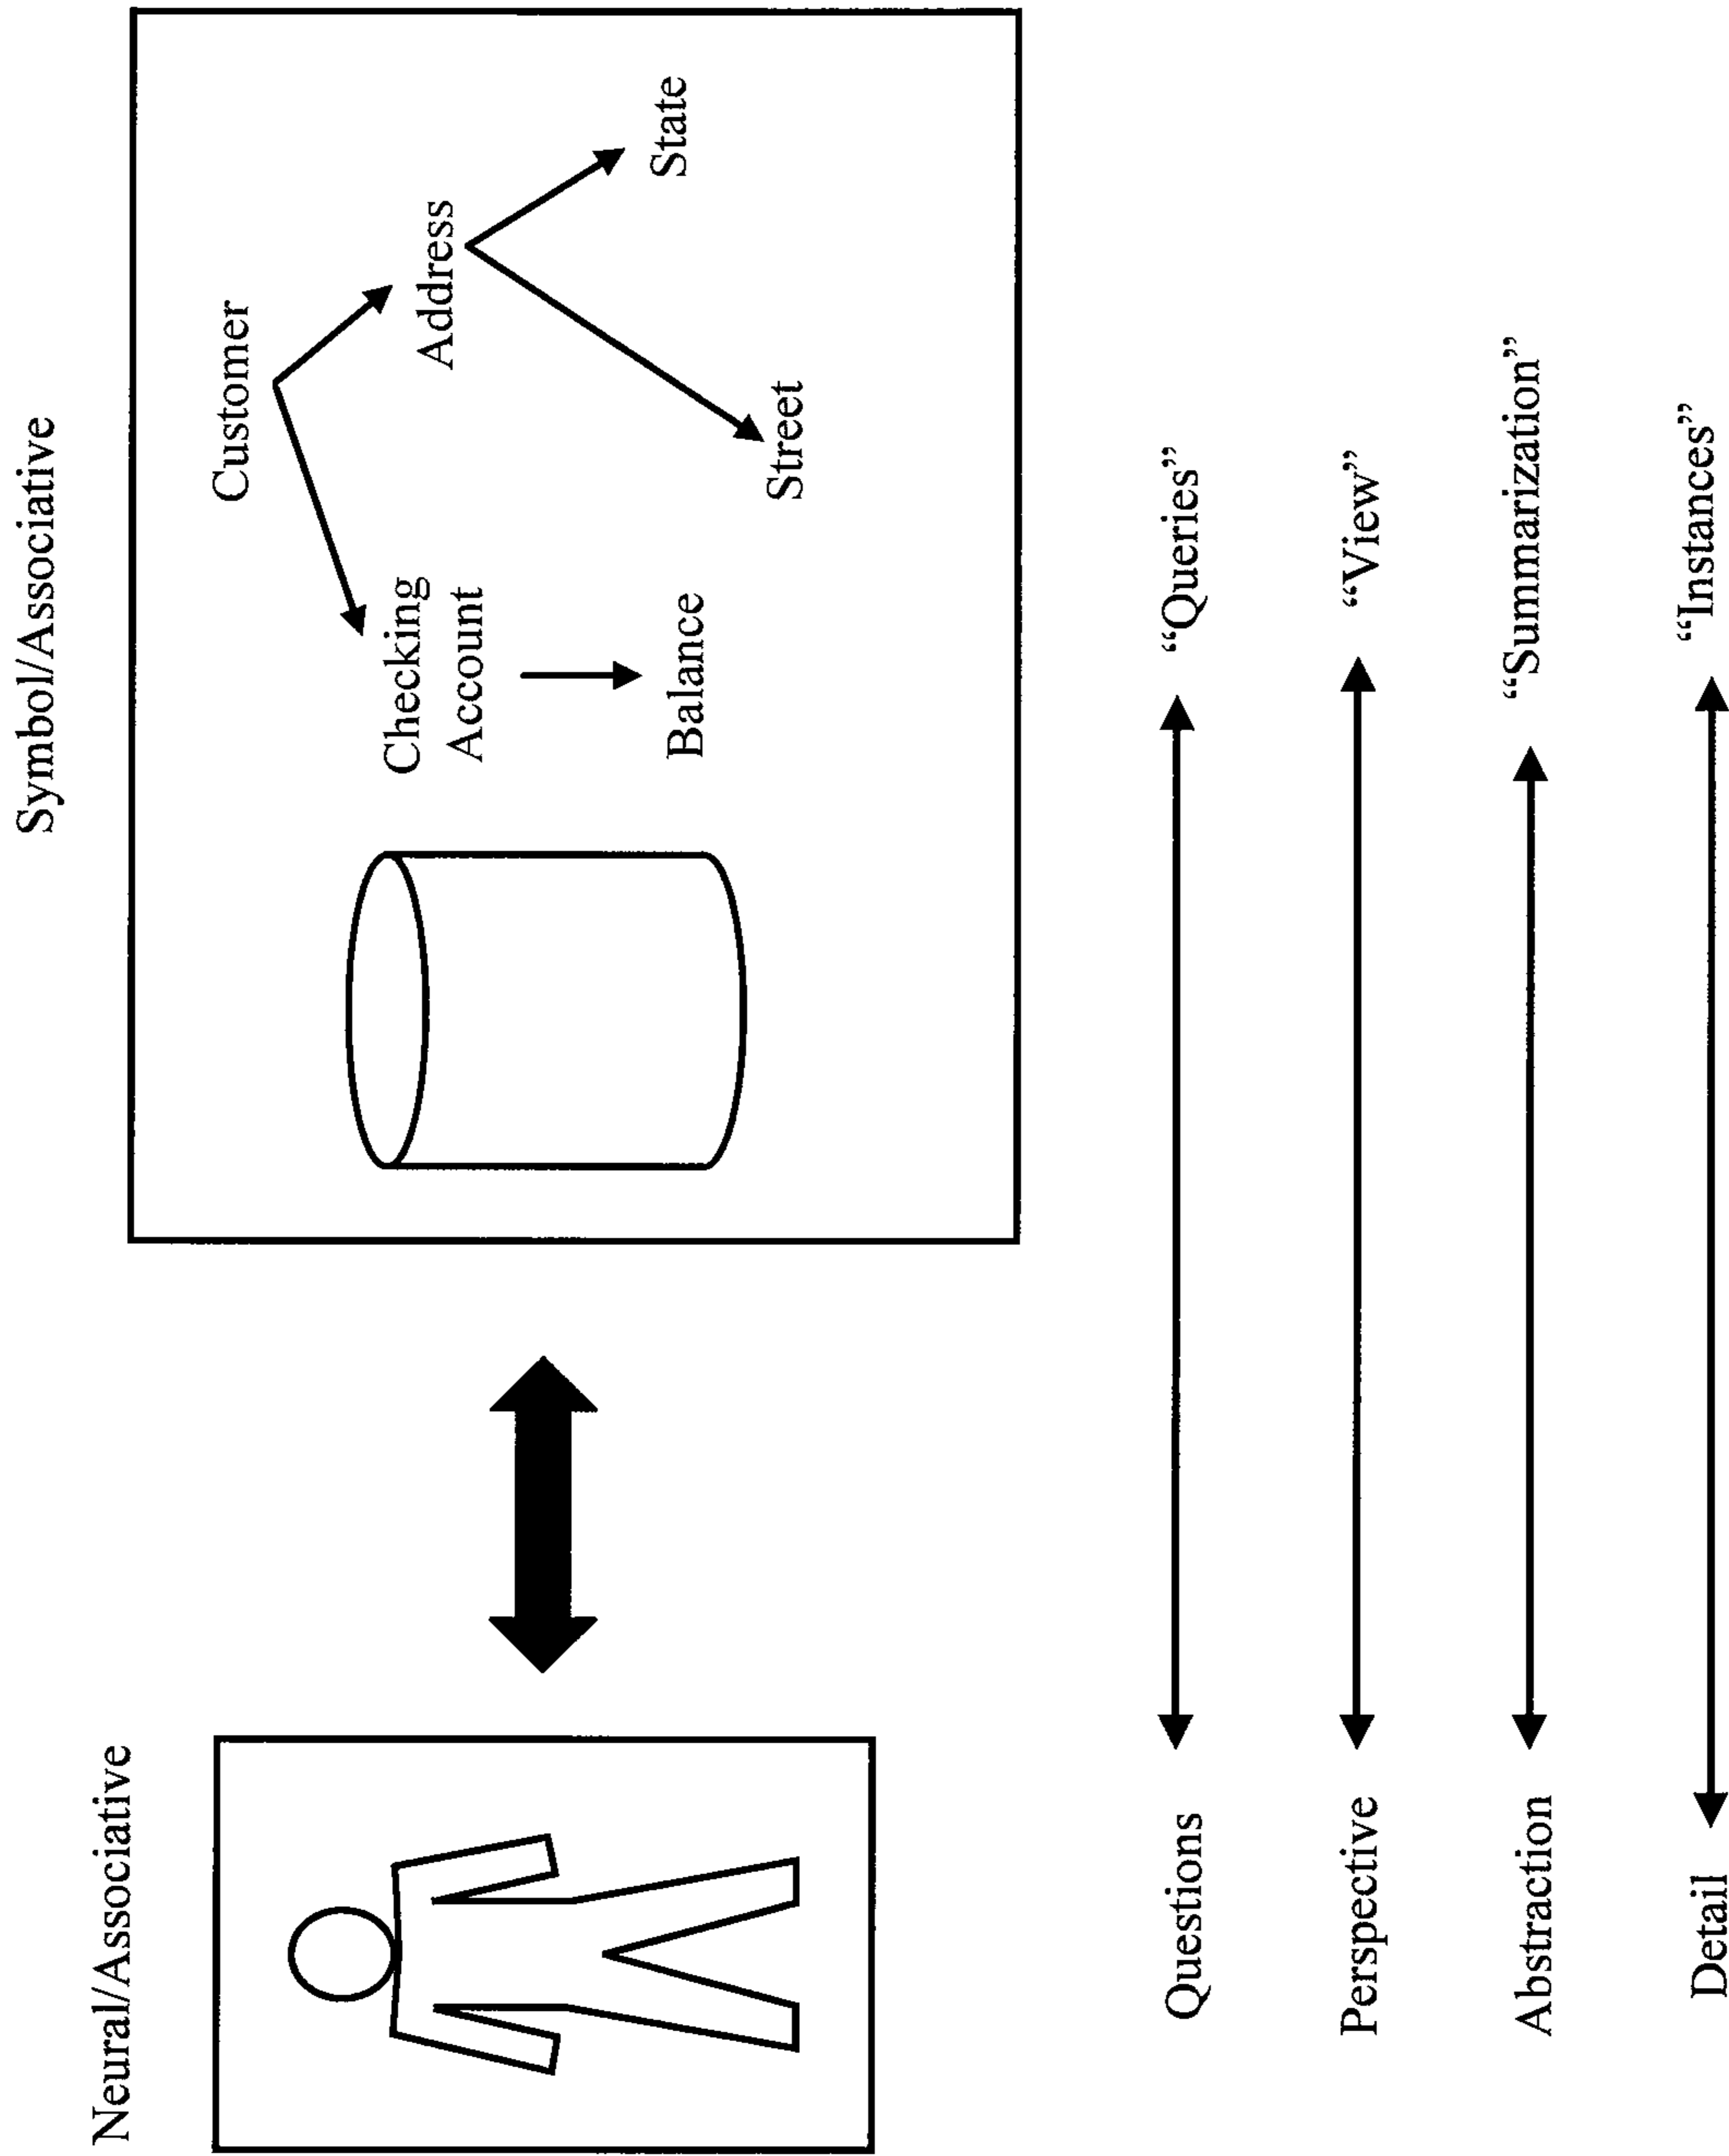 Neural/Associative
Symbol/Associative
Customer
Checking
Account
Address
Balance
Street
State
Questions
“Queries”
Perspective
“View”
Abstraction
“Summarization”
Detail
“Instances”